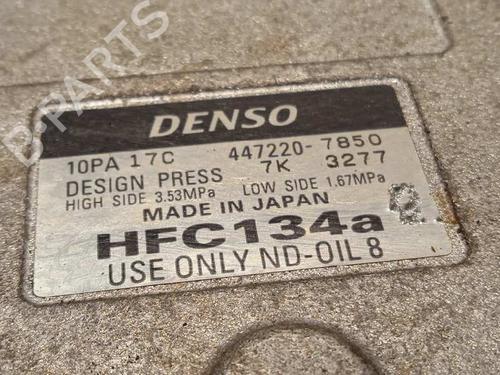 B-PARTS
DENSO
10PA 17C 447220-7850
DESIGN PRESS 7K 3277
HIGH SIDE 3.53MPa LOW SIDE 1.67MPa
MADE IN JAPAN
HFC134a
USE ONLY ND-OIL 8